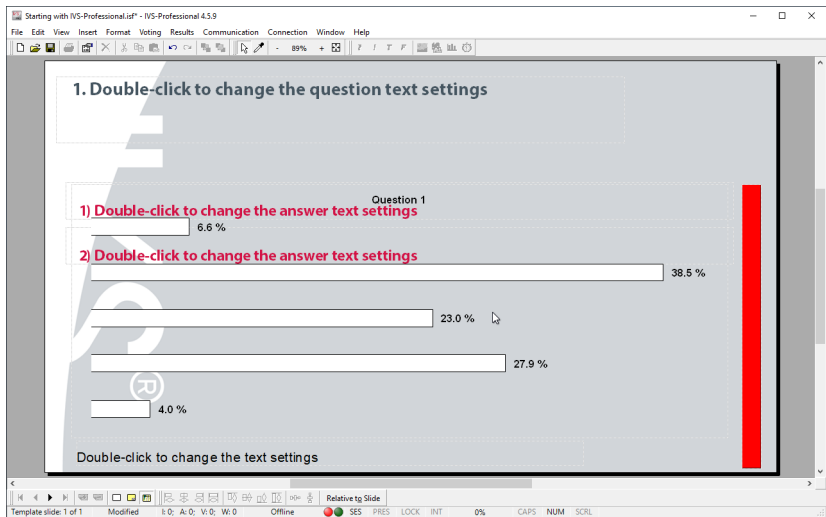 Starting with IVS-Professional.isf* - IVS-Professional 4.5.9
File Edit View Insert Format Voting Results Communication Connection Window Help
- 89% + ? ! T F
1. Double-click to change the question text settings
Question 1
1) Double-click to change the answer text settings
6.6 %
2) Double-click to change the answer text settings
38.5 %
23.0 %
27.9 %
®
4.0 %
Double-click to change the text settings
Relative to Slide
Template slide: 1 of 1 Modified I: 0; A: 0; V: 0; W: 0 Offline SES PRES LOCK INT 0% CAPS NUM SCRL